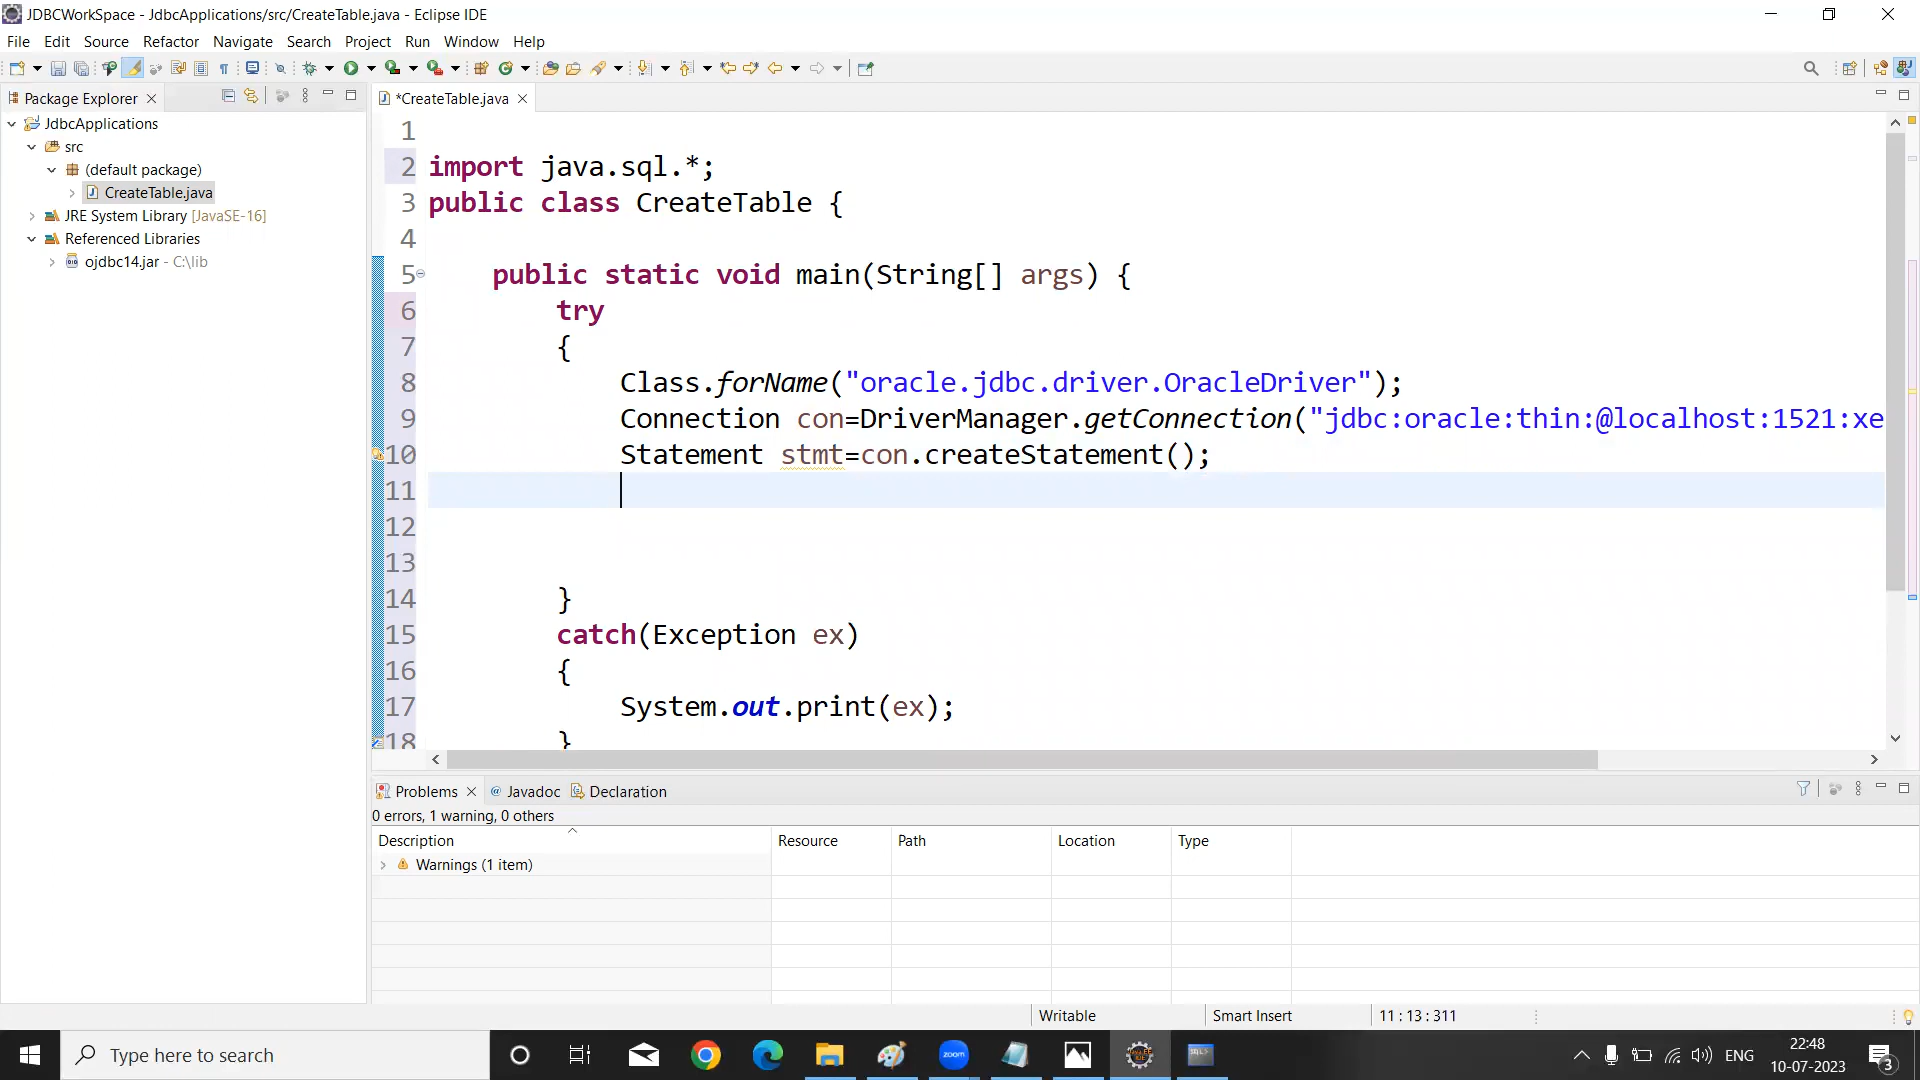 JDBCWorkSpace - JdbcApplications/src/CreateTable.java - Eclipse IDE
File Edit Source Refactor Navigate Search Project Run Window Help
Package Explorer
*CreateTable.java
JdbcApplications
src
(default package)
CreateTable.java
JRE System Library [JavaSE-16]
Referenced Libraries
ojdbc14.jar - C:\lib
1
2 import java.sql.*;
3 public class CreateTable {
4
5 public static void main(String[] args) {
6 try
7 {
8 Class.forName("oracle.jdbc.driver.OracleDriver");
9 Connection con=DriverManager.getConnection("jdbc:oracle:thin:@localhost:1521:xe
10 Statement stmt=con.createStatement();
11
12
13
14 }
15 catch(Exception ex)
16 {
17 System.out.print(ex);
18 }
Problems @ Javadoc Declaration
0 errors, 1 warning, 0 others
Description Resource Path Location Type
Warnings (1 item)
Writable Smart Insert 11 : 13 : 311
Type here to search
zoom
ENG
22:48
10-07-2023
3